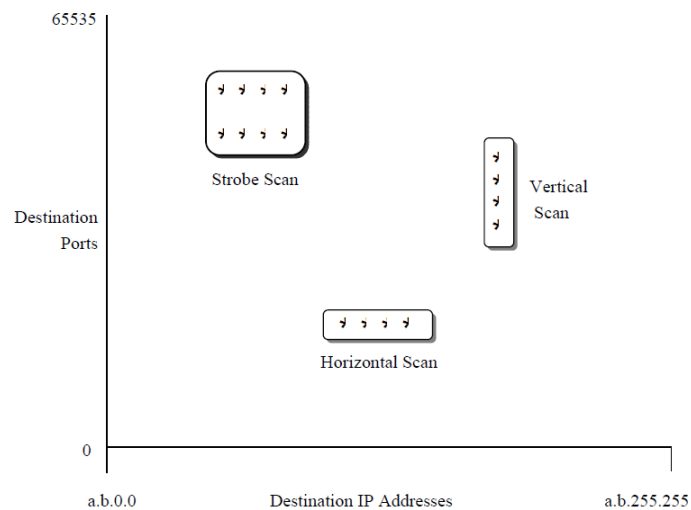 65535
Strobe Scan
Vertical
Scan
Destination
Ports
Horizontal Scan
0
a.b.0.0
Destination IP Addresses
a.b.255.255